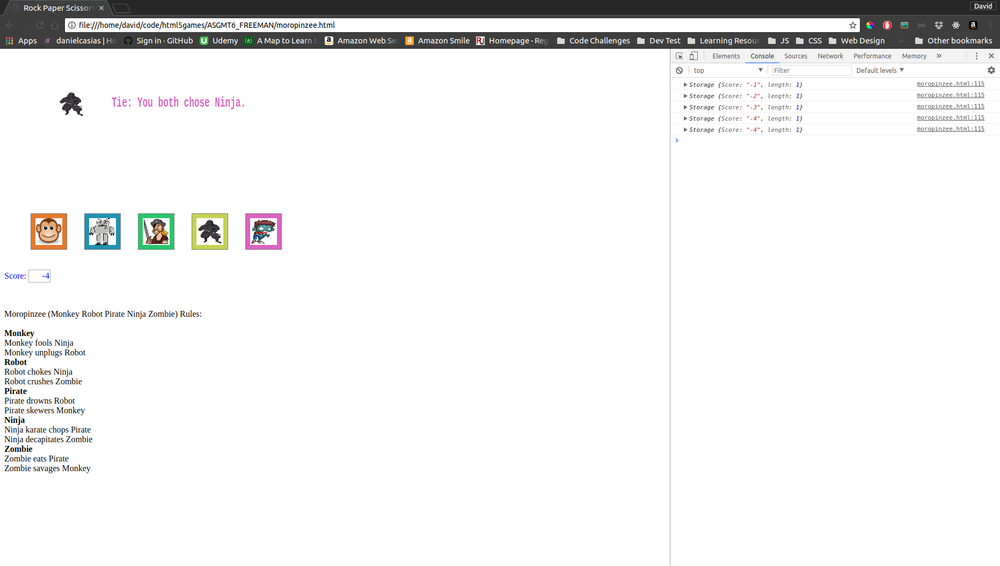 Rock Paper Scissors
David
file:///home/david/code/html5games/ASGMT6_FREEMAN/moropinzee.html
Apps # danielcasias | Ho Sign in · GitHub Udemy A Map to Learn t Amazon Web Ser Amazon Smile Homepage - Reg Code Challenges Dev Test Learning Resour JS CSS Web Design » Other bookmarks
Elements Console Sources Network Performance Memory »
top Filter Default levels
Storage {Score: "-1", length: 1} moropinzee.html:115
Storage {Score: "-2", length: 1} moropinzee.html:115
Storage {Score: "-3", length: 1} moropinzee.html:115
Storage {Score: "-4", length: 1} moropinzee.html:115
Storage {Score: "-4", length: 1} moropinzee.html:115
Tie: You both chose Ninja.
Score: -4
Moropinzee (Monkey Robot Pirate Ninja Zombie) Rules:
Monkey
Monkey fools Ninja
Monkey unplugs Robot
Robot
Robot chokes Ninja
Robot crushes Zombie
Pirate
Pirate drowns Robot
Pirate skewers Monkey
Ninja
Ninja karate chops Pirate
Ninja decapitates Zombie
Zombie
Zombie eats Pirate
Zombie savages Monkey